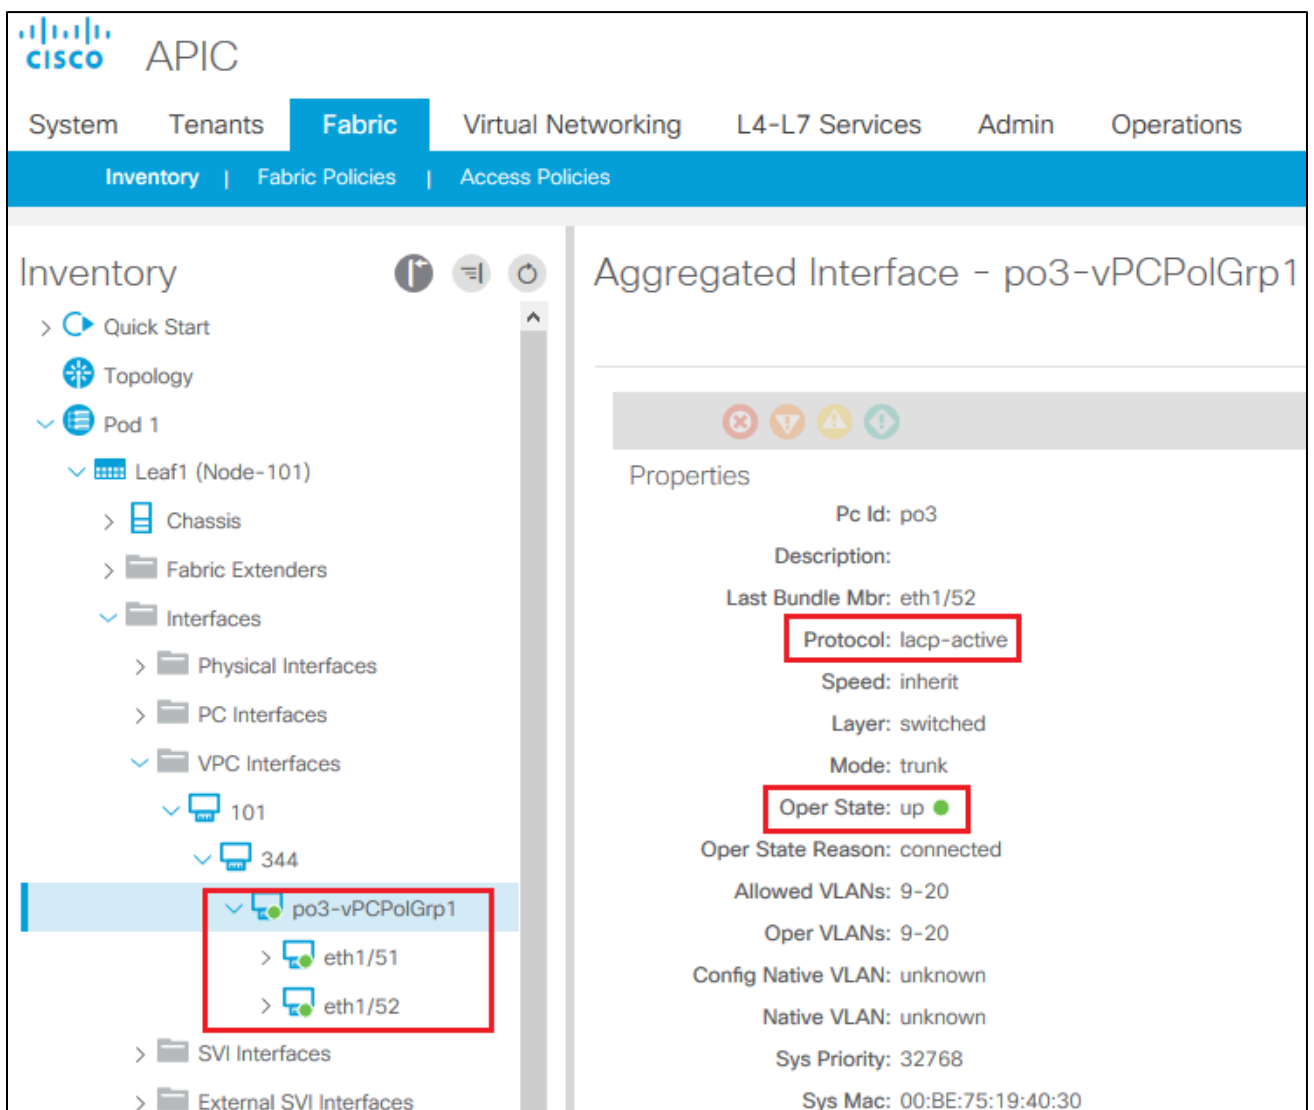 cisco APIC
System Tenants Fabric Virtual Networking L4-L7 Services Admin Operations
Inventory | Fabric Policies | Access Policies
Inventory
Quick Start
Topology
Pod 1
Leaf1 (Node-101)
Chassis
Fabric Extenders
Interfaces
Physical Interfaces
PC Interfaces
VPC Interfaces
101
344
po3-vPCPolGrp1
eth1/51
eth1/52
SVI Interfaces
External SVI Interfaces
Aggregated Interface - po3-vPCPolGrp1
Properties
Pc Id: po3
Description:
Last Bundle Mbr: eth1/52
Protocol: lacp-active
Speed: inherit
Layer: switched
Mode: trunk
Oper State: up
Oper State Reason: connected
Allowed VLANs: 9-20
Oper VLANs: 9-20
Config Native VLAN: unknown
Native VLAN: unknown
Sys Priority: 32768
Sys Mac: 00:BE:75:19:40:30